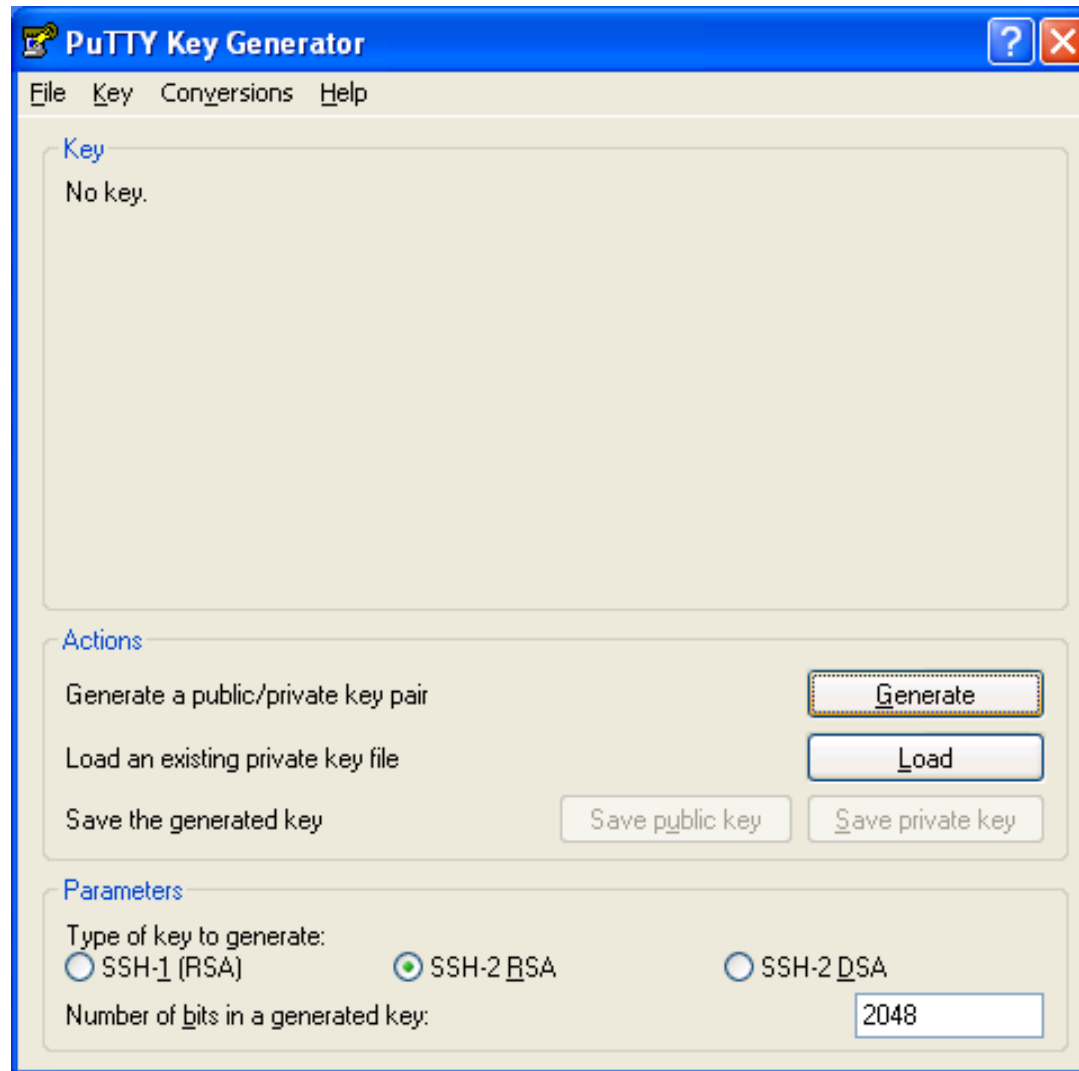 PuTTY Key Generator
File Key Conversions Help
Key
No key.
Actions
Generate a public/private key pair Generate
Load an existing private key file Load
Save the generated key Save public key Save private key
Parameters
Type of key to generate:
SSH-1 (RSA) SSH-2 RSA SSH-2 DSA
Number of bits in a generated key: 2048